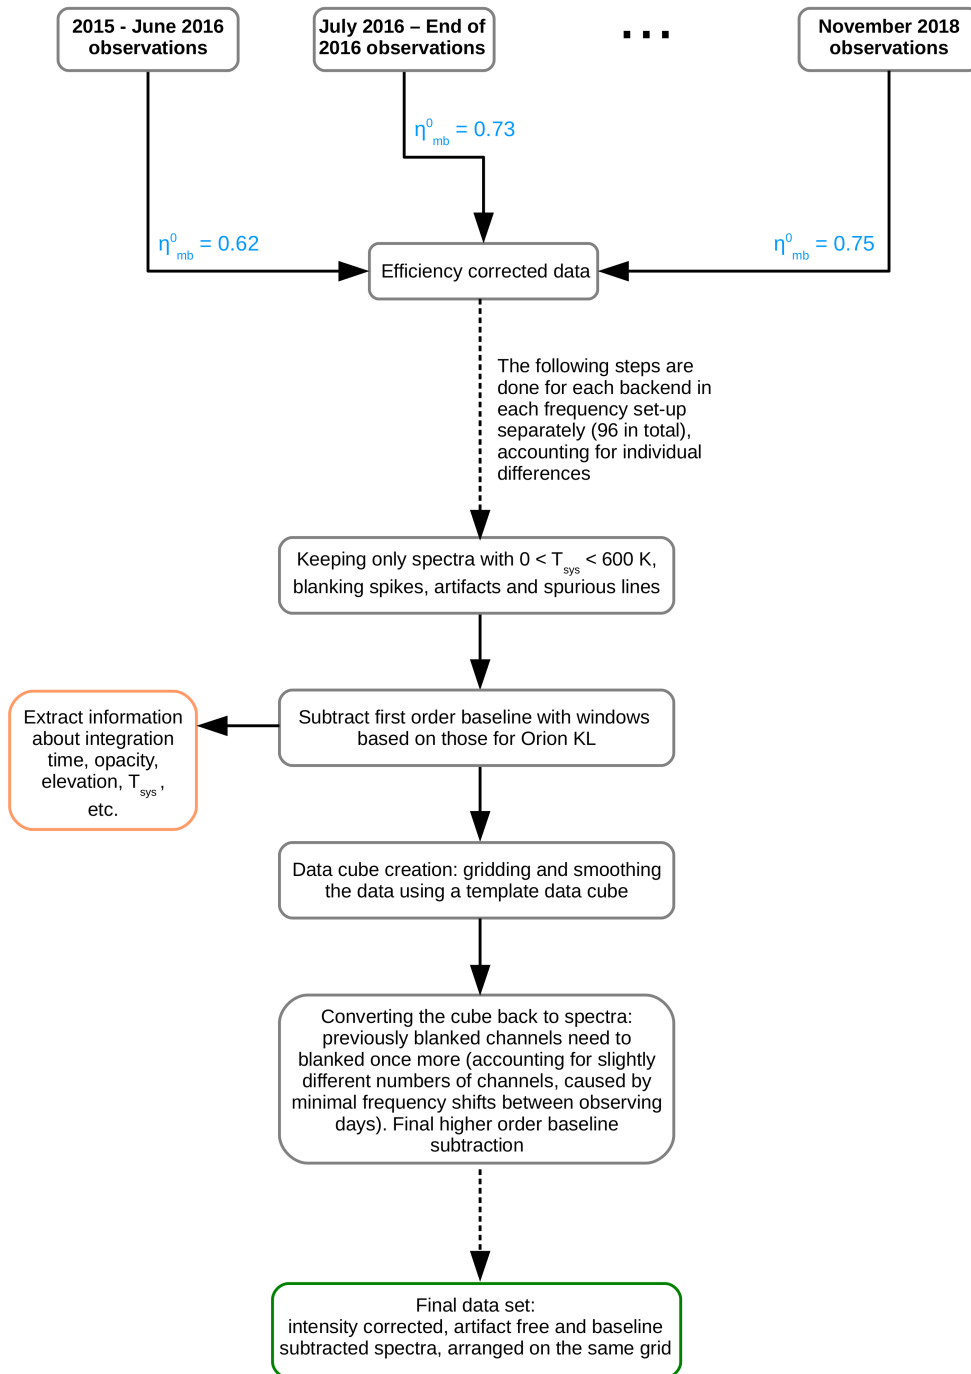 2015 - June 2016
observations
July 2016 – End of
2016 observations
...
November 2018
observations
η⁰mb = 0.73
η⁰mb = 0.62
η⁰mb = 0.75
Efficiency corrected data
The following steps are
done for each backend in
each frequency set-up
separately (96 in total),
accounting for individual
differences
Keeping only spectra with 0 < Tsys < 600 K,
blanking spikes, artifacts and spurious lines
Extract information
about integration
time, opacity,
elevation, Tsys ,
etc.
Subtract first order baseline with windows
based on those for Orion KL
Data cube creation: gridding and smoothing
the data using a template data cube
Converting the cube back to spectra:
previously blanked channels need to
blanked once more (accounting for slightly
different numbers of channels, caused by
minimal frequency shifts between observing
days). Final higher order baseline
subtraction
Final data set:
intensity corrected, artifact free and baseline
subtracted spectra, arranged on the same grid